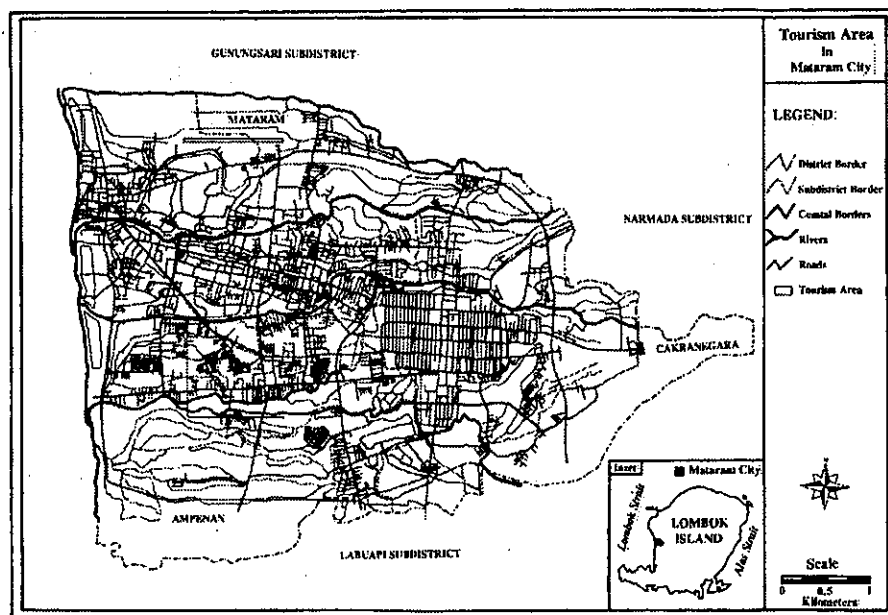 GUNUNGSARI SUBDISTRICT
MATARAM
NARMADA SUBDISTRICT
CAKRANEGARA
AMPENAN
LABUAPI SUBDISTRICT
Tourism Area
in
Mataram City
LEGEND:
District Border
Subdistrict Border
Coastal Borders
Rivers
Roads
Tourism Area
Inset
Mataram City
Lombok Strait
LOMBOK
ISLAND
Alas Strait
Scale
0 0.5 1
Kilometers